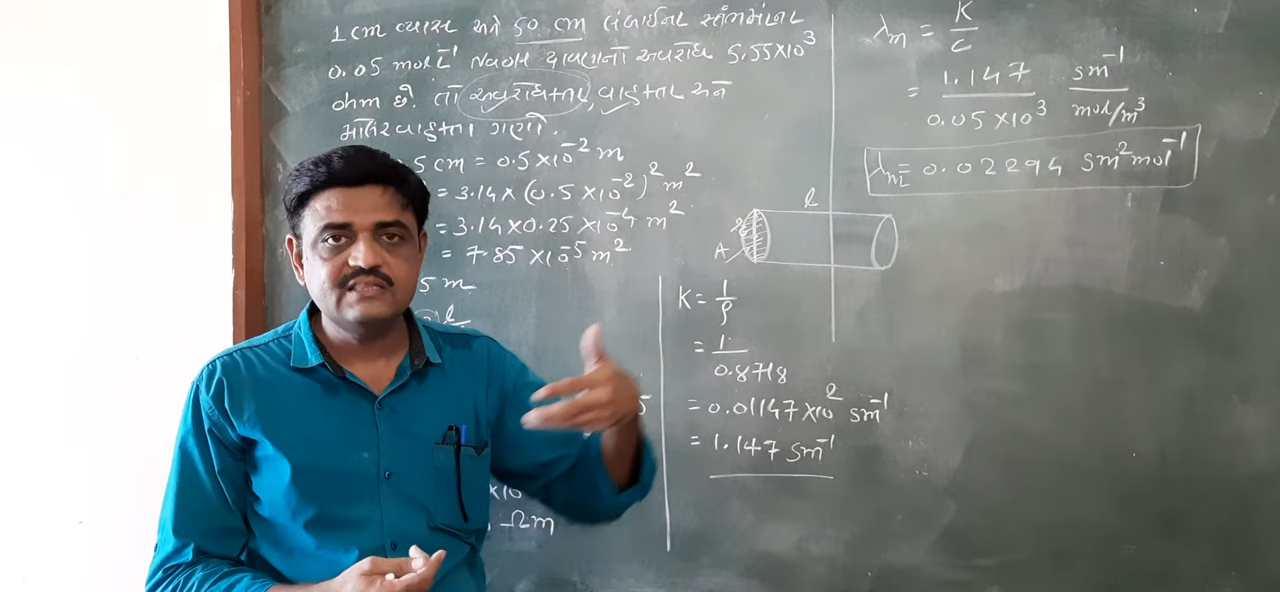 1 cm વ્યાસ અને 50 cm લંબાઈના સ્તંભમાંના
0.05 mol L⁻¹ NaOH દ્રાવણનો અવરોધ 5.55×10³
ohm છે. તો અવરોધકતા, વાહકતા અને
મોલર વાહકતા ગણો.
5 cm = 0.5×10⁻² m
= 3.14×(0.5×10⁻²)² m²
= 3.14×0.25×10⁻⁴ m²
= 7.85×10⁻⁵ m²
5 m
l
5
×10
Ωm
K = 1/ρ
= 1/0.8718
= 0.01147×10² sm⁻¹
= 1.147 sm⁻¹
λm = K/C
= 1.147/0.05×10³ sm⁻¹/mol/m³
λm = 0.02294 sm² mol⁻¹
l
A